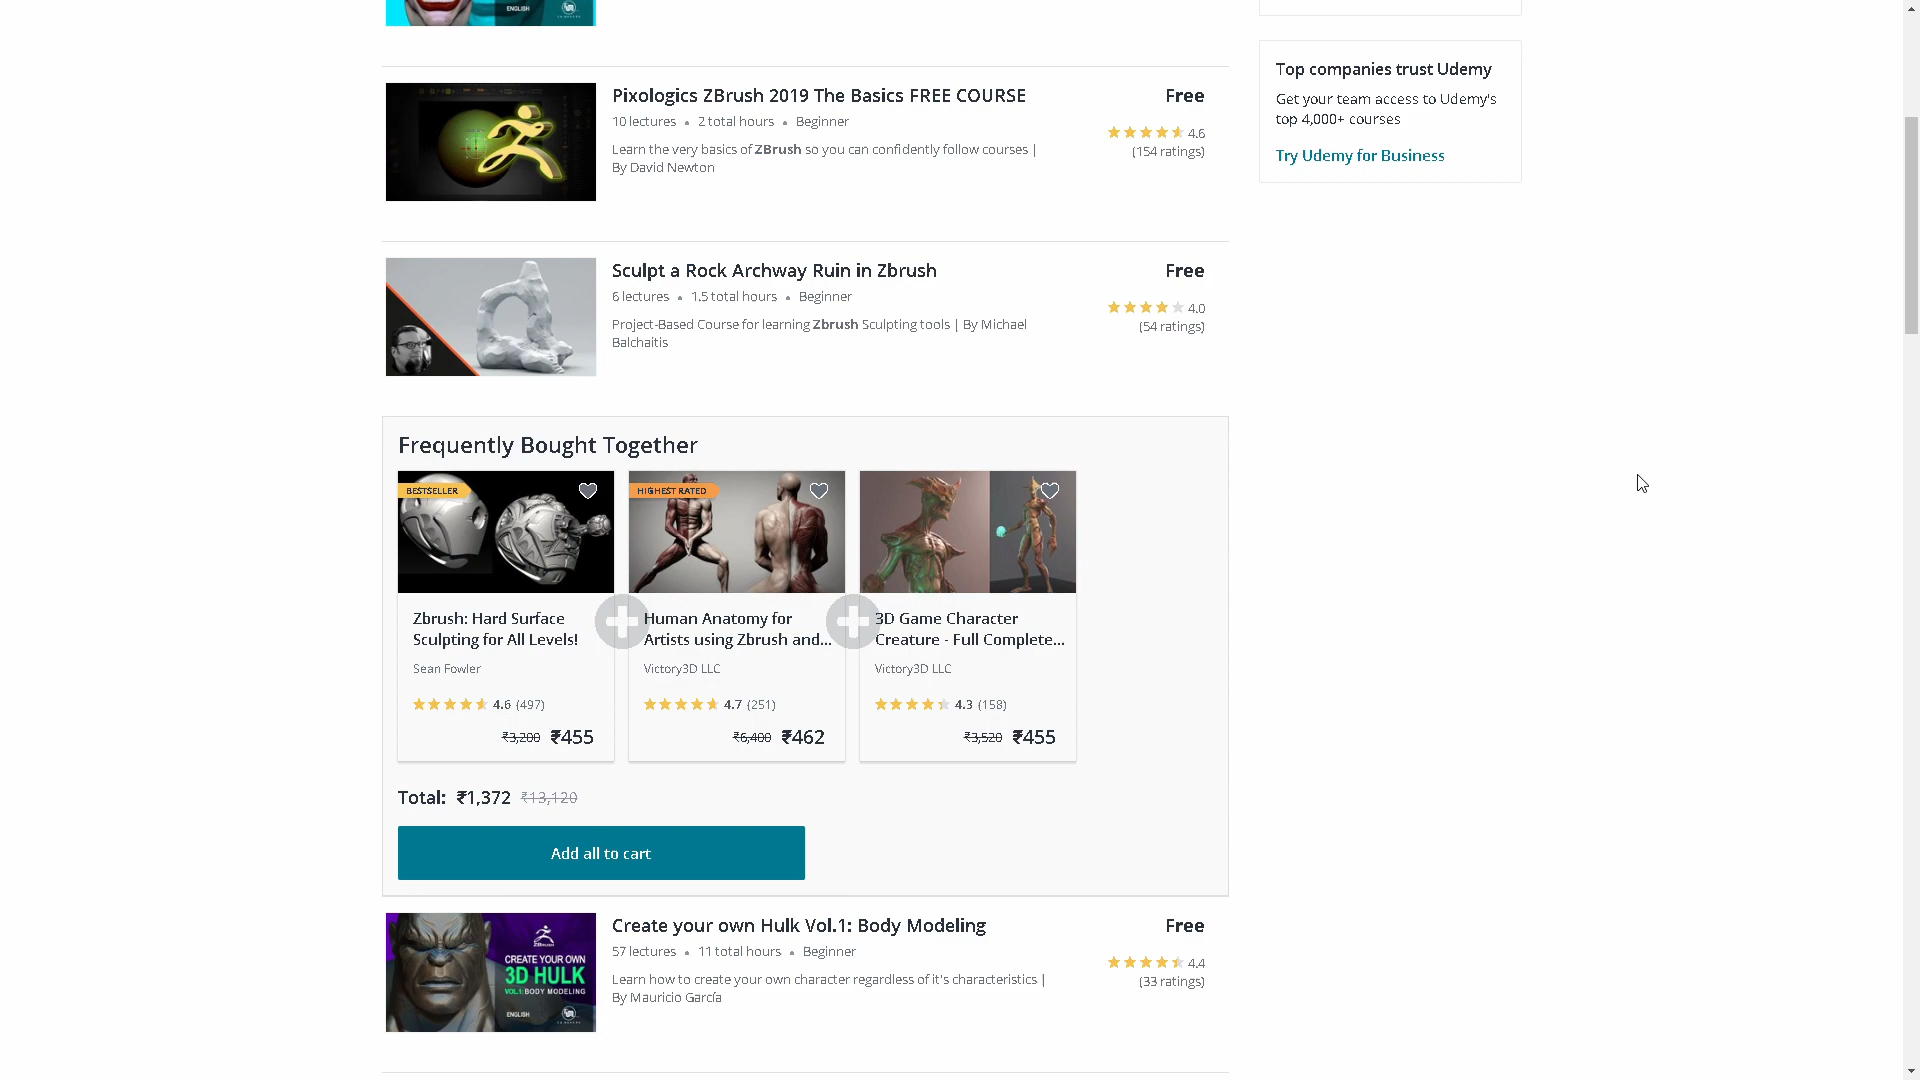 ENGLISH
Top companies trust Udemy
Get your team access to Udemy's
top 4,000+ courses
Try Udemy for Business
Pixologics ZBrush 2019 The Basics FREE COURSE
Free
10 lectures • 2 total hours • Beginner
4.6
(154 ratings)
Learn the very basics of ZBrush so you can confidently follow courses |
By David Newton
Sculpt a Rock Archway Ruin in Zbrush
Free
6 lectures • 1.5 total hours • Beginner
4.0
(54 ratings)
Project-Based Course for learning Zbrush Sculpting tools | By Michael
Balchaitis
Frequently Bought Together
BESTSELLER
Zbrush: Hard Surface
Sculpting for All Levels!
Sean Fowler
4.6 (497)
₹3,200 ₹455
HIGHEST RATED
Human Anatomy for
Artists using Zbrush and...
Victory3D LLC
4.7 (251)
₹6,400 ₹462
3D Game Character
Creature - Full Complete...
Victory3D LLC
4.3 (158)
₹3,520 ₹455
Total: ₹1,372 ₹13,120
Add all to cart
CREATE YOUR OWN
3D HULK
VOL.1: BODY MODELING
ENGLISH
Create your own Hulk Vol.1: Body Modeling
Free
57 lectures • 11 total hours • Beginner
4.4
(33 ratings)
Learn how to create your own character regardless of it's characteristics |
By Mauricio García